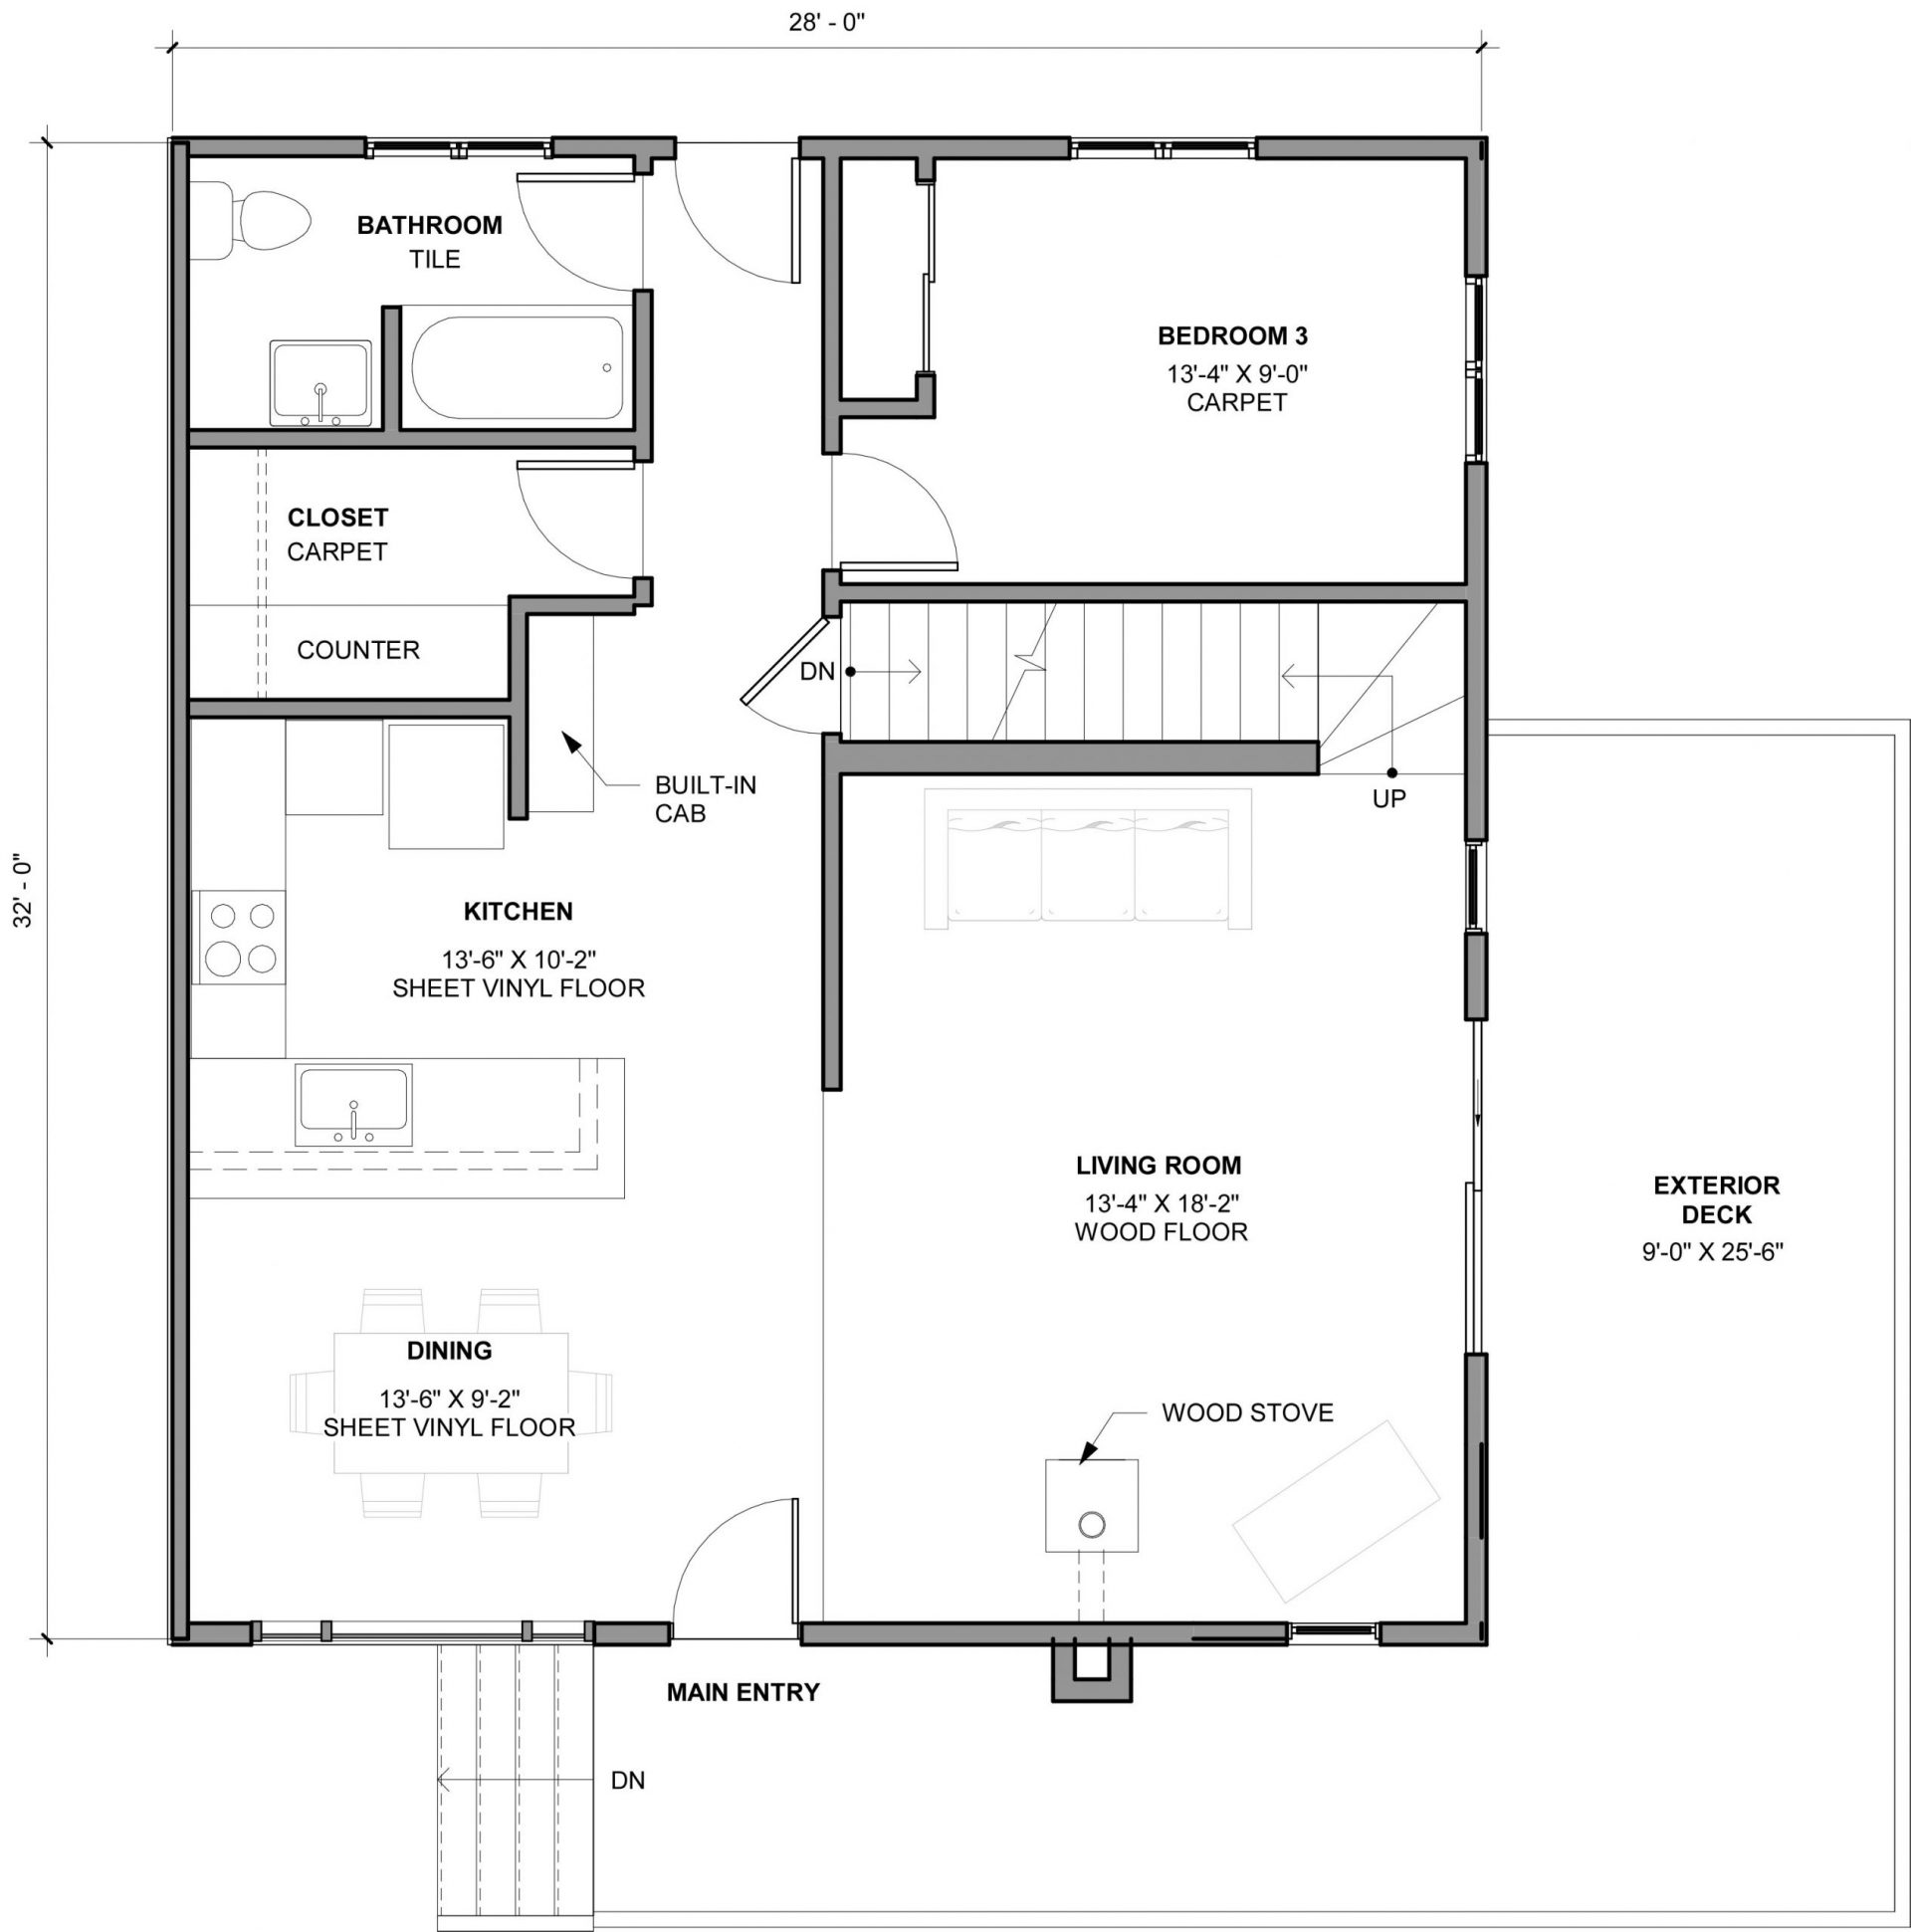 28' - 0"
32' - 0"
BATHROOM
TILE
BEDROOM 3
13'-4" X 9'-0"
CARPET
CLOSET
CARPET
COUNTER
DN
BUILT-IN
CAB
UP
KITCHEN
13'-6" X 10'-2"
SHEET VINYL FLOOR
LIVING ROOM
13'-4" X 18'-2"
WOOD FLOOR
EXTERIOR
DECK
9'-0" X 25'-6"
DINING
13'-6" X 9'-2"
SHEET VINYL FLOOR
WOOD STOVE
MAIN ENTRY
DN